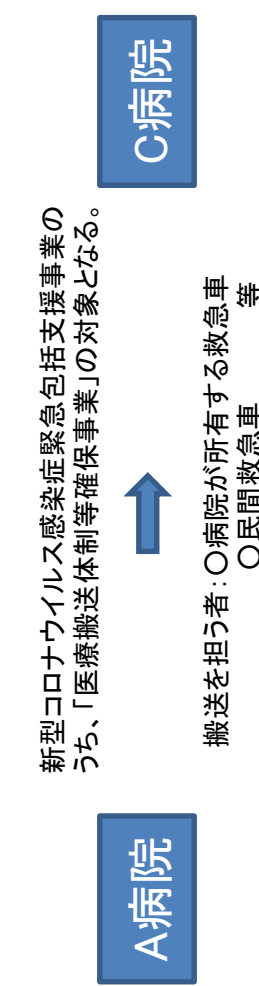 新型コロナウイルス感染症緊急包括支援事業の
うち、「医療搬送体制等確保事業」の対象となる。
A病院
C病院
搬送を担う者：〇病院が所有する救急車
〇民間救急車　等